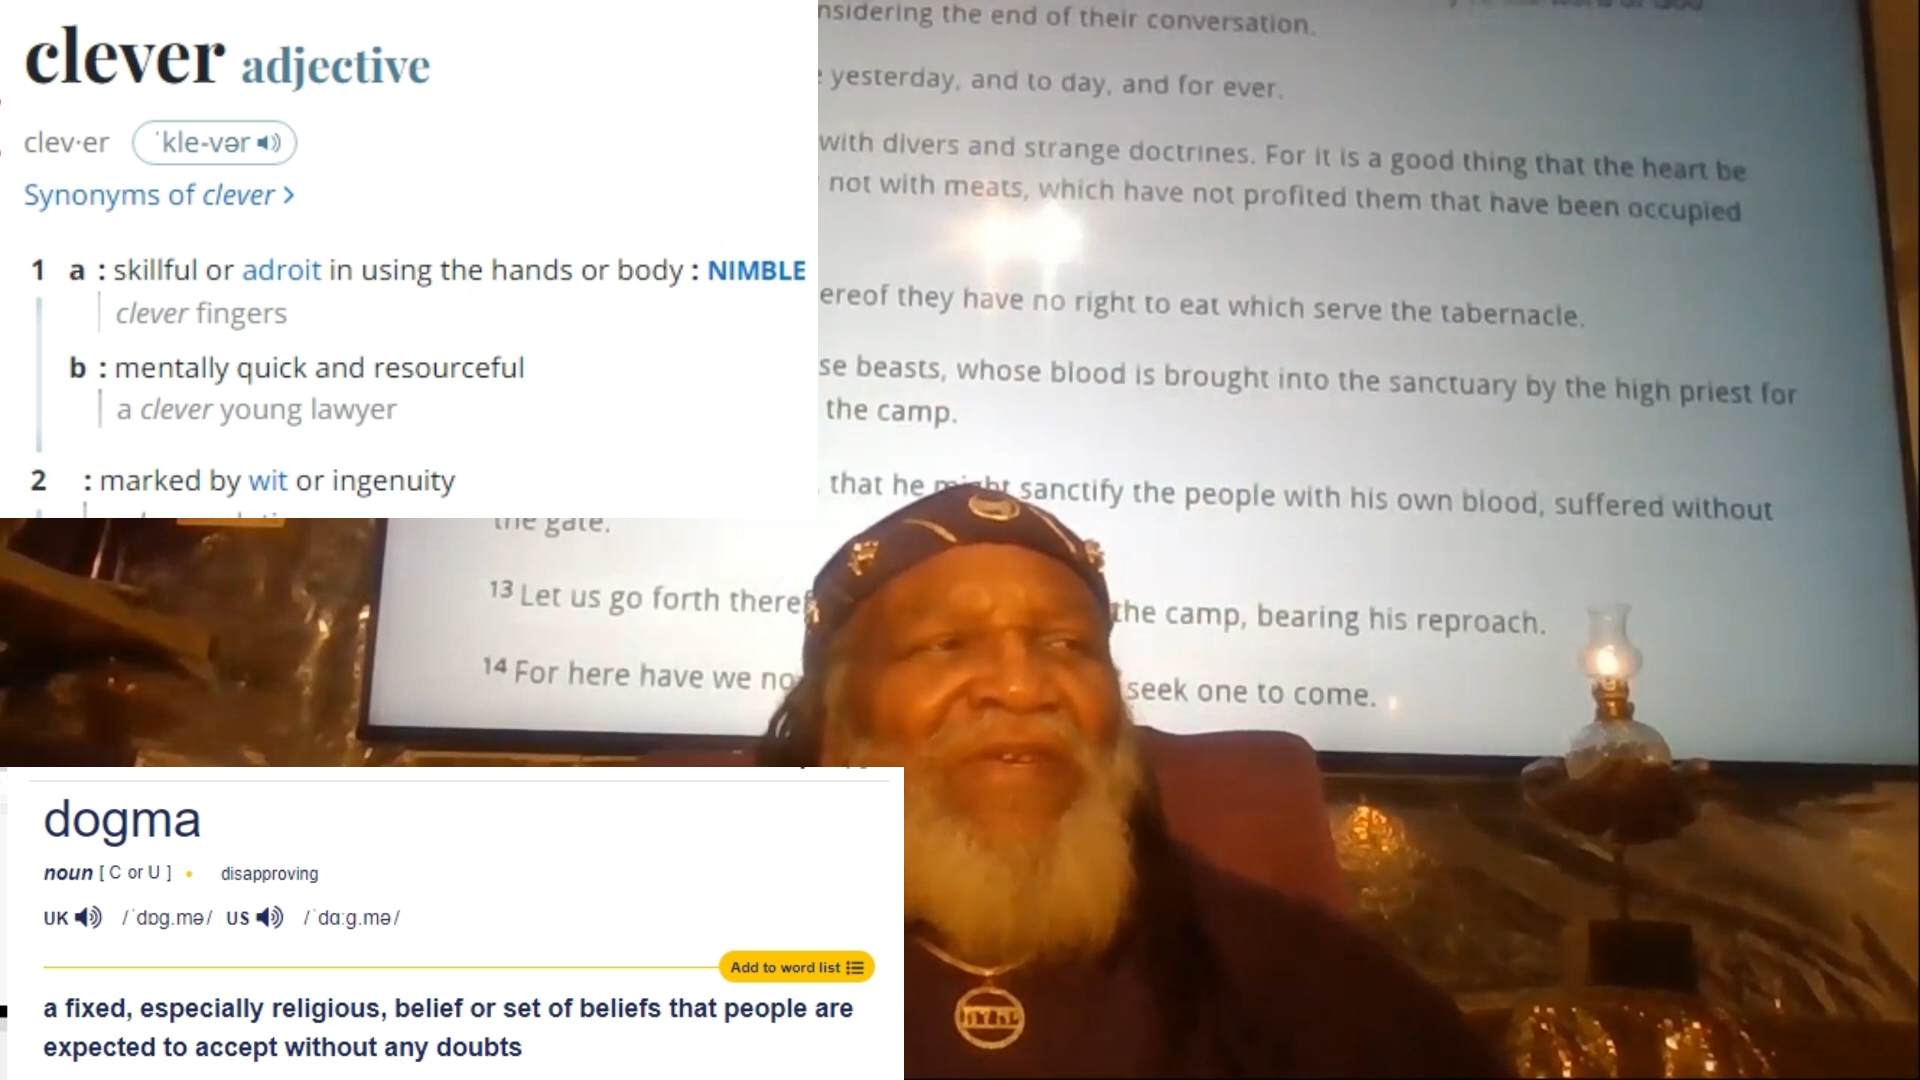 clever adjective
clev·er ˈkle-vər
Synonyms of clever >
1 a : skillful or adroit in using the hands or body : NIMBLE
clever fingers
b : mentally quick and resourceful
a clever young lawyer
2 : marked by wit or ingenuity
nsidering the end of their conversation.
yesterday, and to day, and for ever.
with divers and strange doctrines. For it is a good thing that the heart be
not with meats, which have not profited them that have been occupied
ereof they have no right to eat which serve the tabernacle.
se beasts, whose blood is brought into the sanctuary by the high priest for
the camp.
that he might sanctify the people with his own blood, suffered without
the gate.
13 Let us go forth theref the camp, bearing his reproach.
14 For here have we no seek one to come.
dogma
noun [ C or U ] • disapproving
UK /ˈdɒɡ.mə/ US /ˈdɑːɡ.mə/
Add to word list
a fixed, especially religious, belief or set of beliefs that people are
expected to accept without any doubts